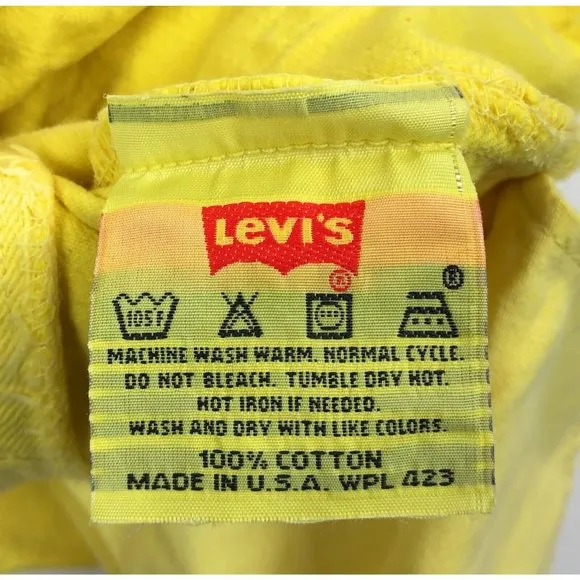 Levi's
®
®
105F
MACHINE WASH WARM. NORMAL CYCLE.
DO NOT BLEACH. TUMBLE DRY HOT.
HOT IRON IF NEEDED.
WASH AND DRY WITH LIKE COLORS.
100% COTTON
MADE IN U.S.A. WPL 423